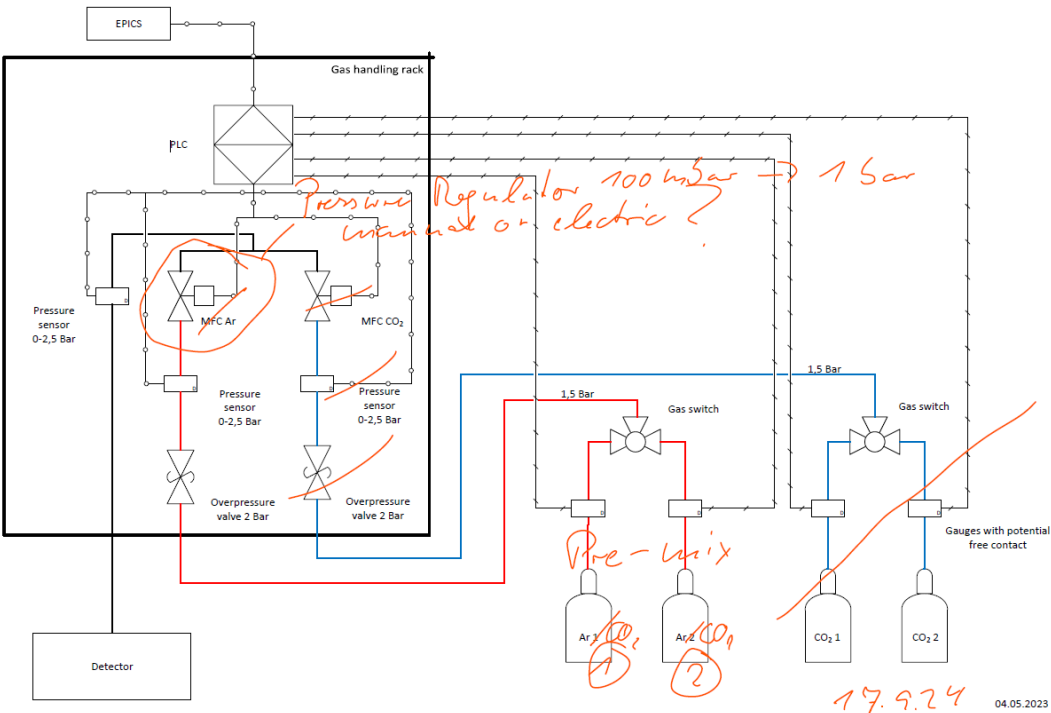 EPICS
Gas handling rack
PLC
Pressure Regulator 100 mbar → 1 bar
manual or electric ?
MFC Ar
MFC CO₂
Pressure
sensor
0-2,5 Bar
Pressure
sensor
0-2,5 Bar
Pressure
sensor
0-2,5 Bar
1,5 Bar
1,5 Bar
Gas switch
Gas switch
Overpressure
valve 2 Bar
Overpressure
valve 2 Bar
Gauges with potential
free contact
Pre-mix
Ar 1 /CO₂
Ar 2 /CO₂
CO₂ 1
CO₂ 2
1
2
Detector
17.9.24
04.05.2023